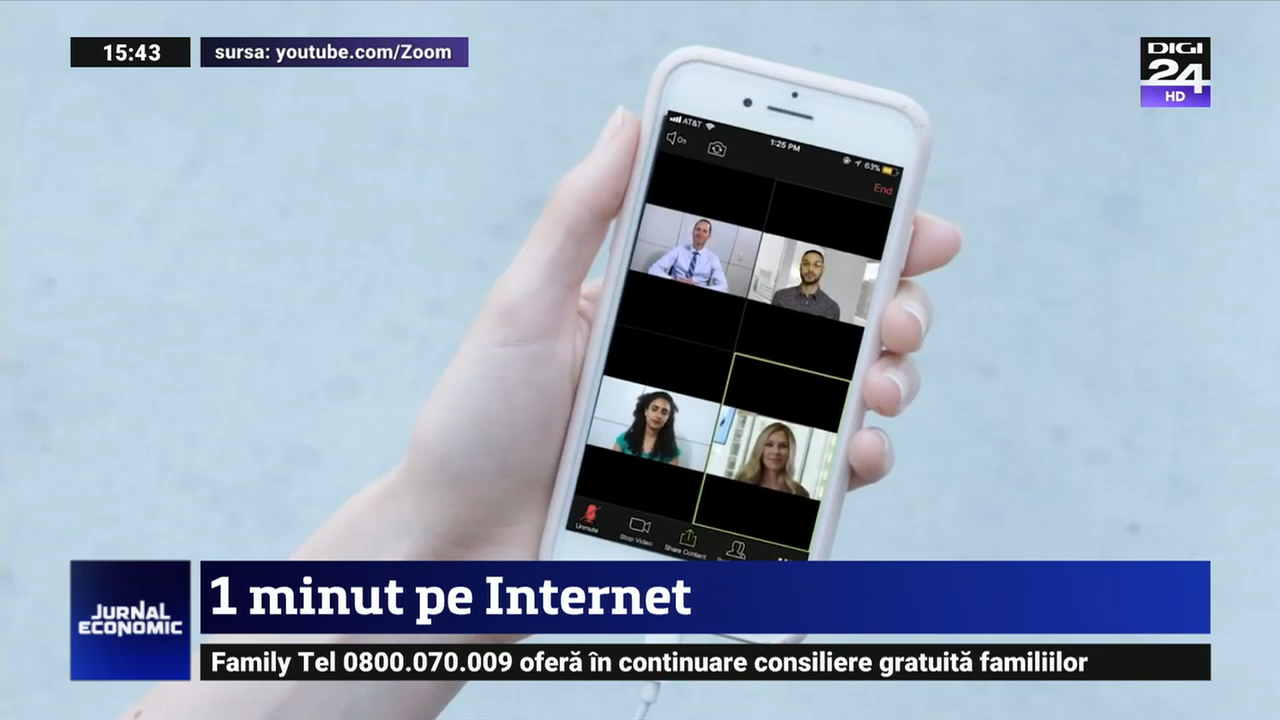 15:43
sursa: youtube.com/Zoom
DIGI
24
HD
AT&T
1:25 PM
63%
On
End
Unmute
Stop Video
Share Content
1 minut pe Internet
JURNAL
ECONOMIC
Family Tel 0800.070.009 oferă în continuare consiliere gratuită familiilor